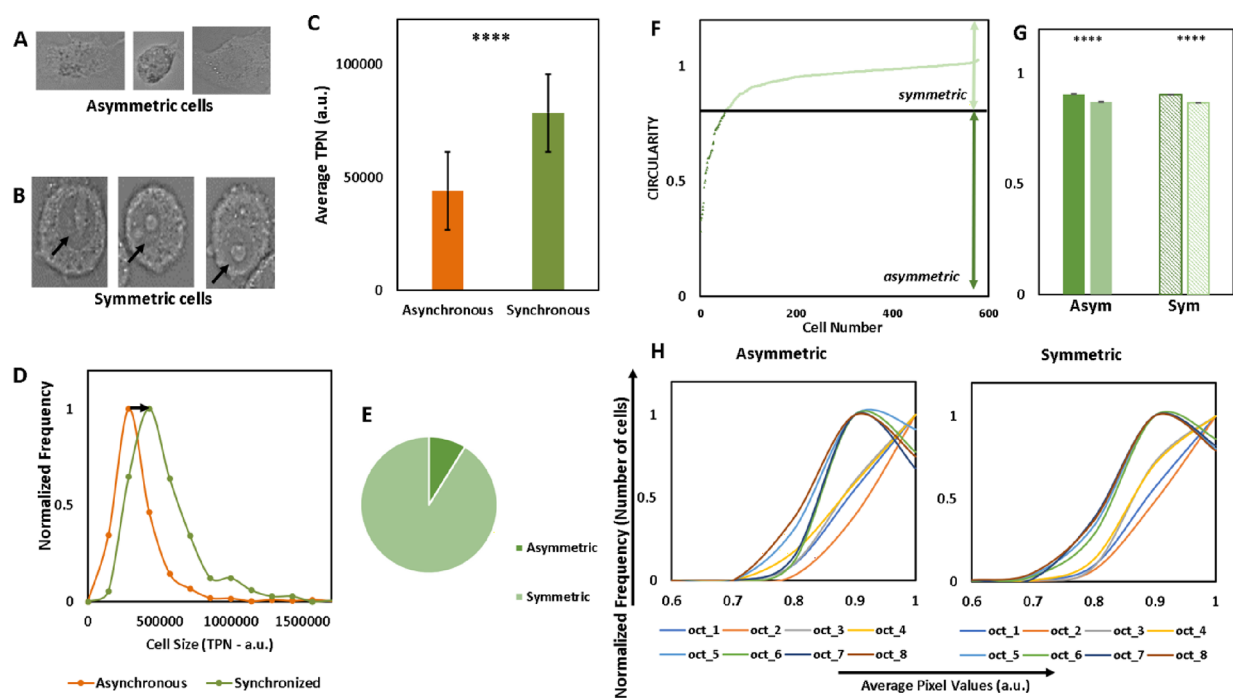 A
Asymmetric cells
B
Symmetric cells
C
****
Average TPN (a.u.)
100000
50000
0
Asynchronous Synchronous
D
Normalized Frequency
1
0.5
0
0 500000 1000000 1500000
Cell Size (TPN - a.u.)
Asynchronous Synchronized
E
Asymmetric
Symmetric
F
CIRCULARITY
1
0.5
0
symmetric
asymmetric
0 200 400 600
Cell Number
G
**** ****
1
0.5
0
Asym Sym
H
Asymmetric Symmetric
Normalized Frequency (Number of cells)
1
0.5
0
0.6 0.7 0.8 0.9 1
oct_1 oct_2 oct_3 oct_4
oct_5 oct_6 oct_7 oct_8
1
0.5
0
0.6 0.7 0.8 0.9 1
oct_1 oct_2 oct_3 oct_4
oct_5 oct_6 oct_7 oct_8
Average Pixel Values (a.u.)